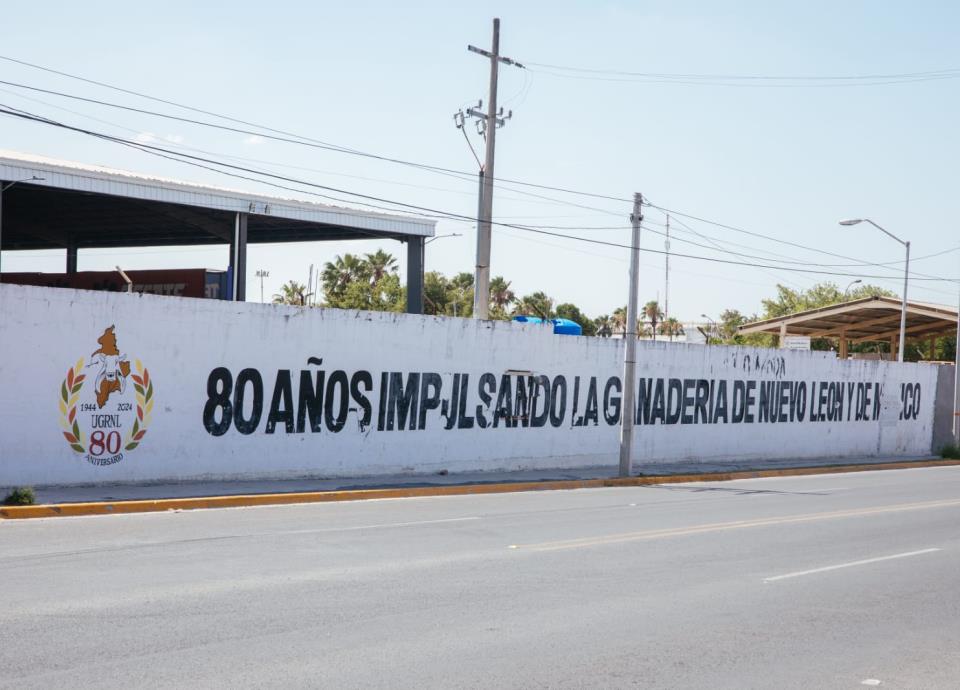 1944 2024
UGRNL
80
ANIVERSARIO
80 AÑOS IMPULSANDO LA GANADERIA DE NUEVO LEON Y DE MEXICO